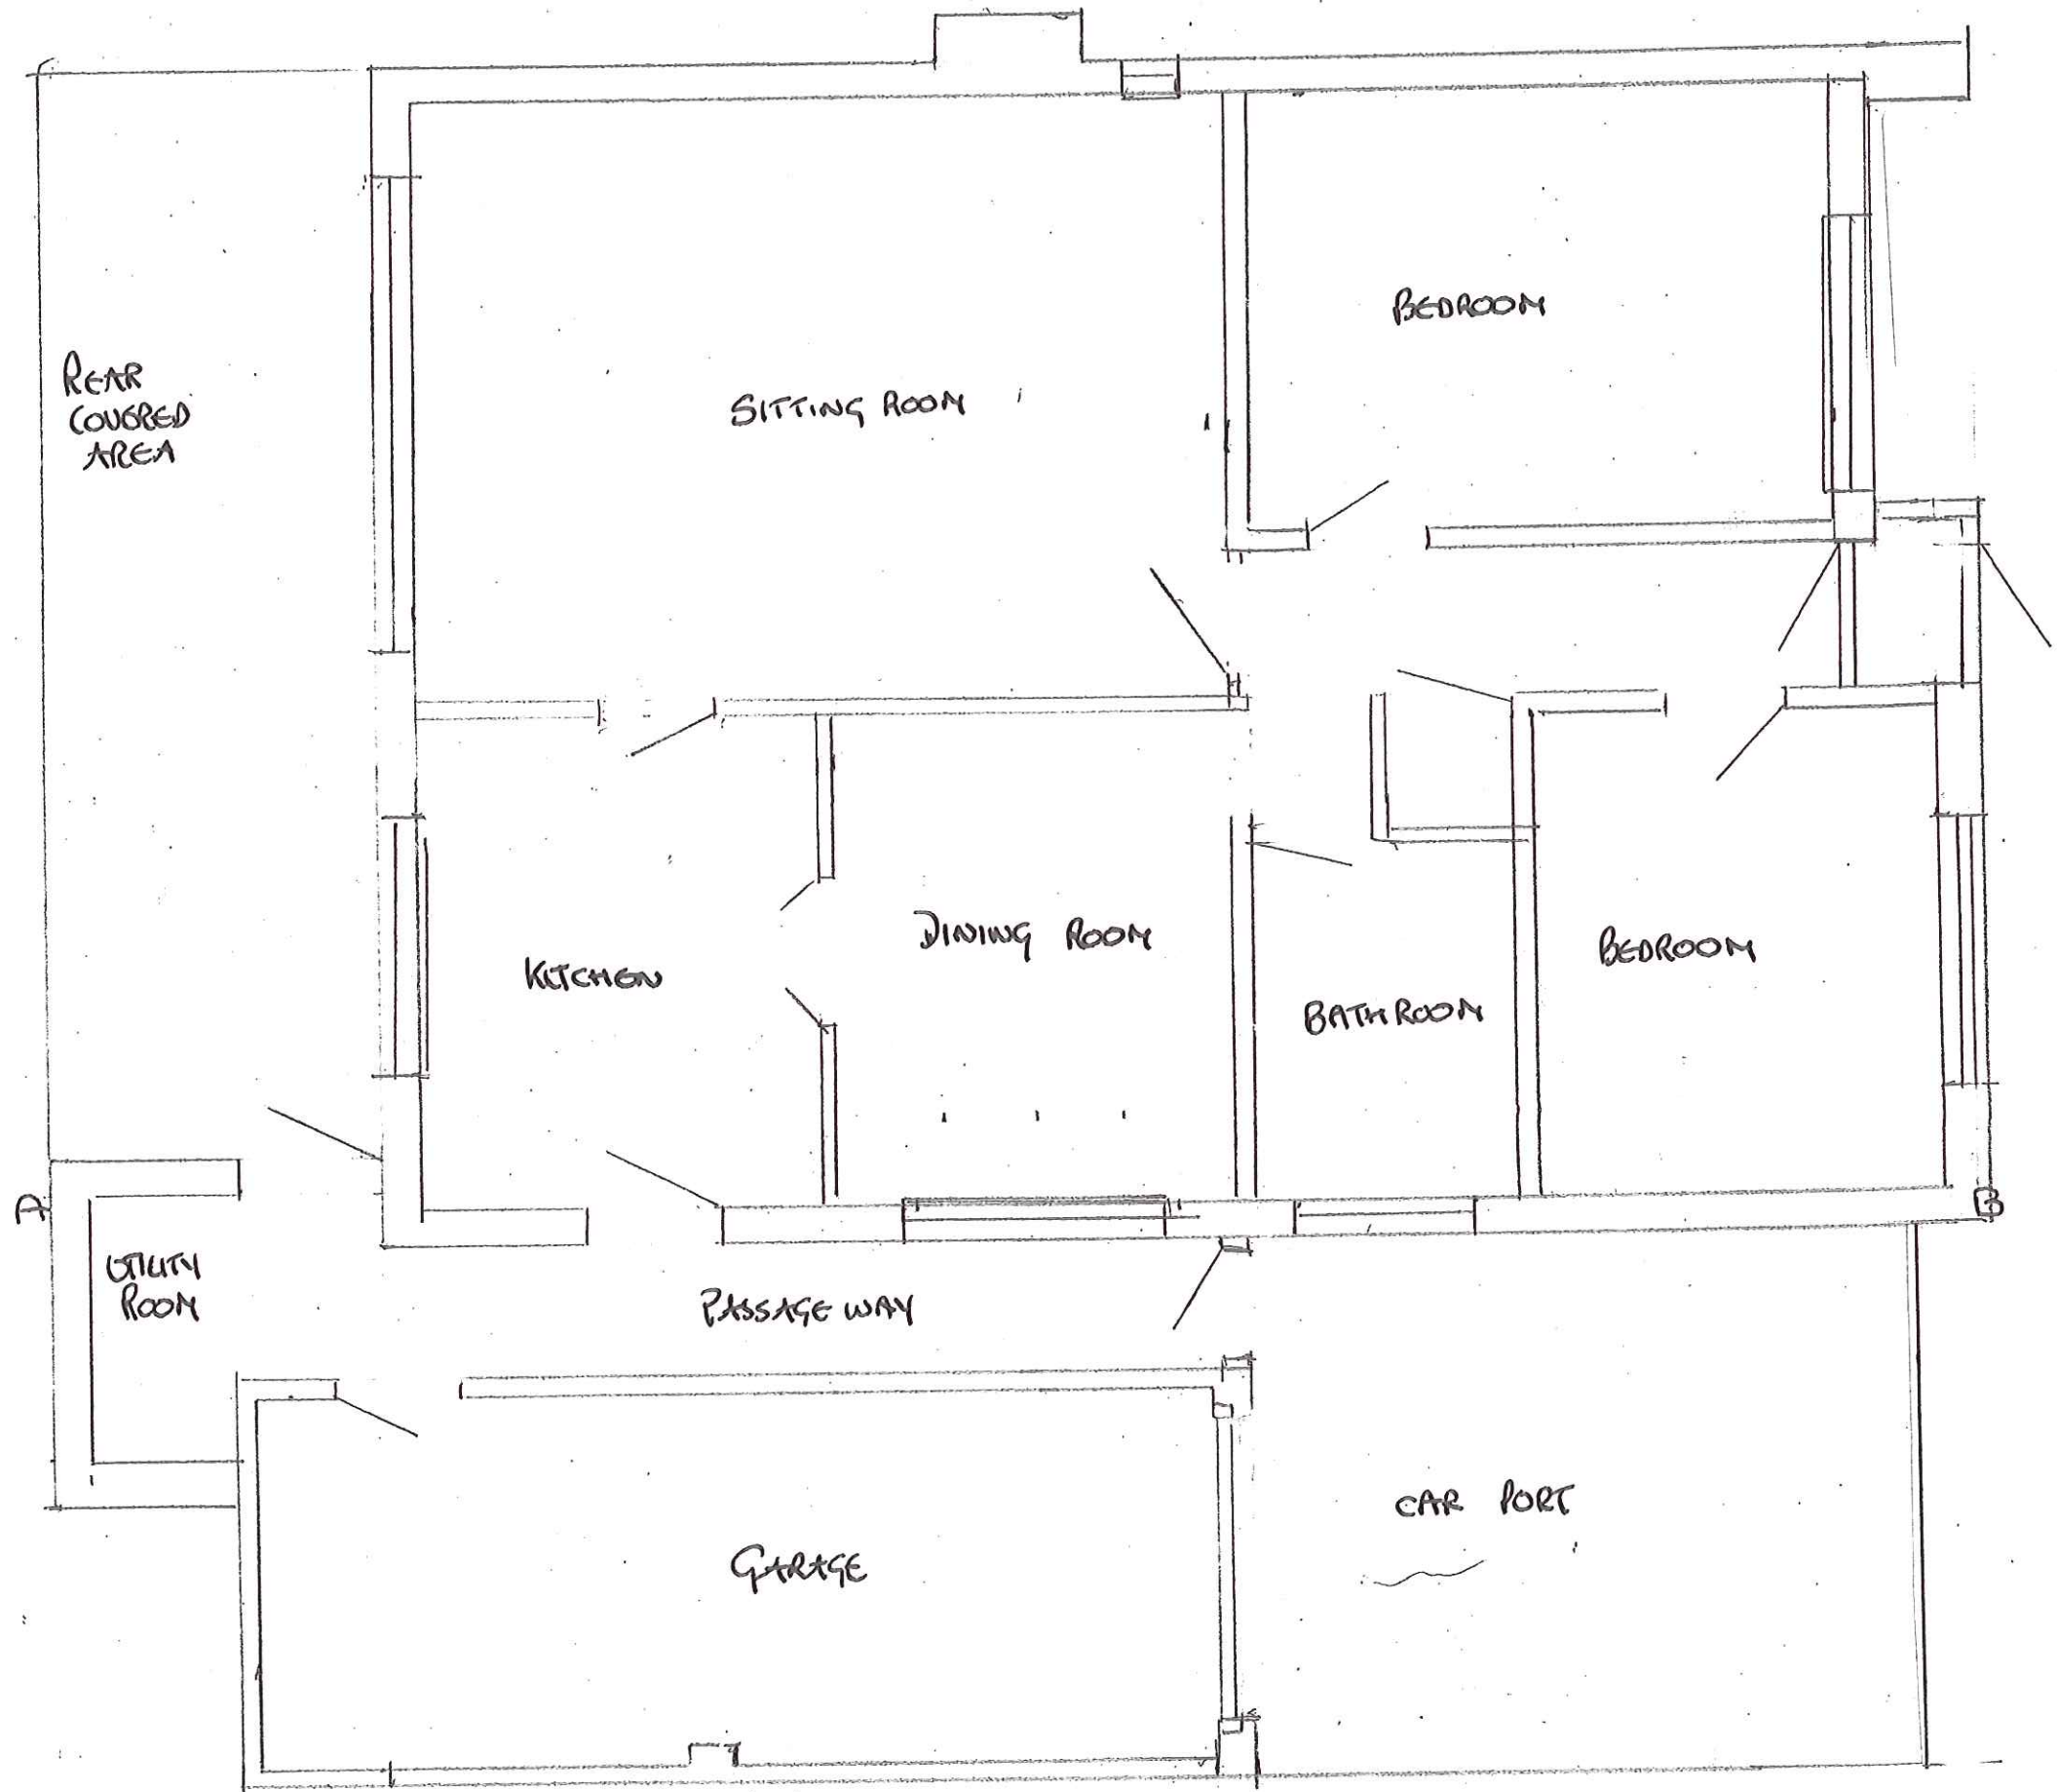 BEDROOM
REAR
COVERED
AREA
SITTING ROOM
DINING ROOM
KITCHEN
BEDROOM
BATHROOM
A
B
UTILITY
ROOM
PASSAGE WAY
CAR PORT
GARAGE